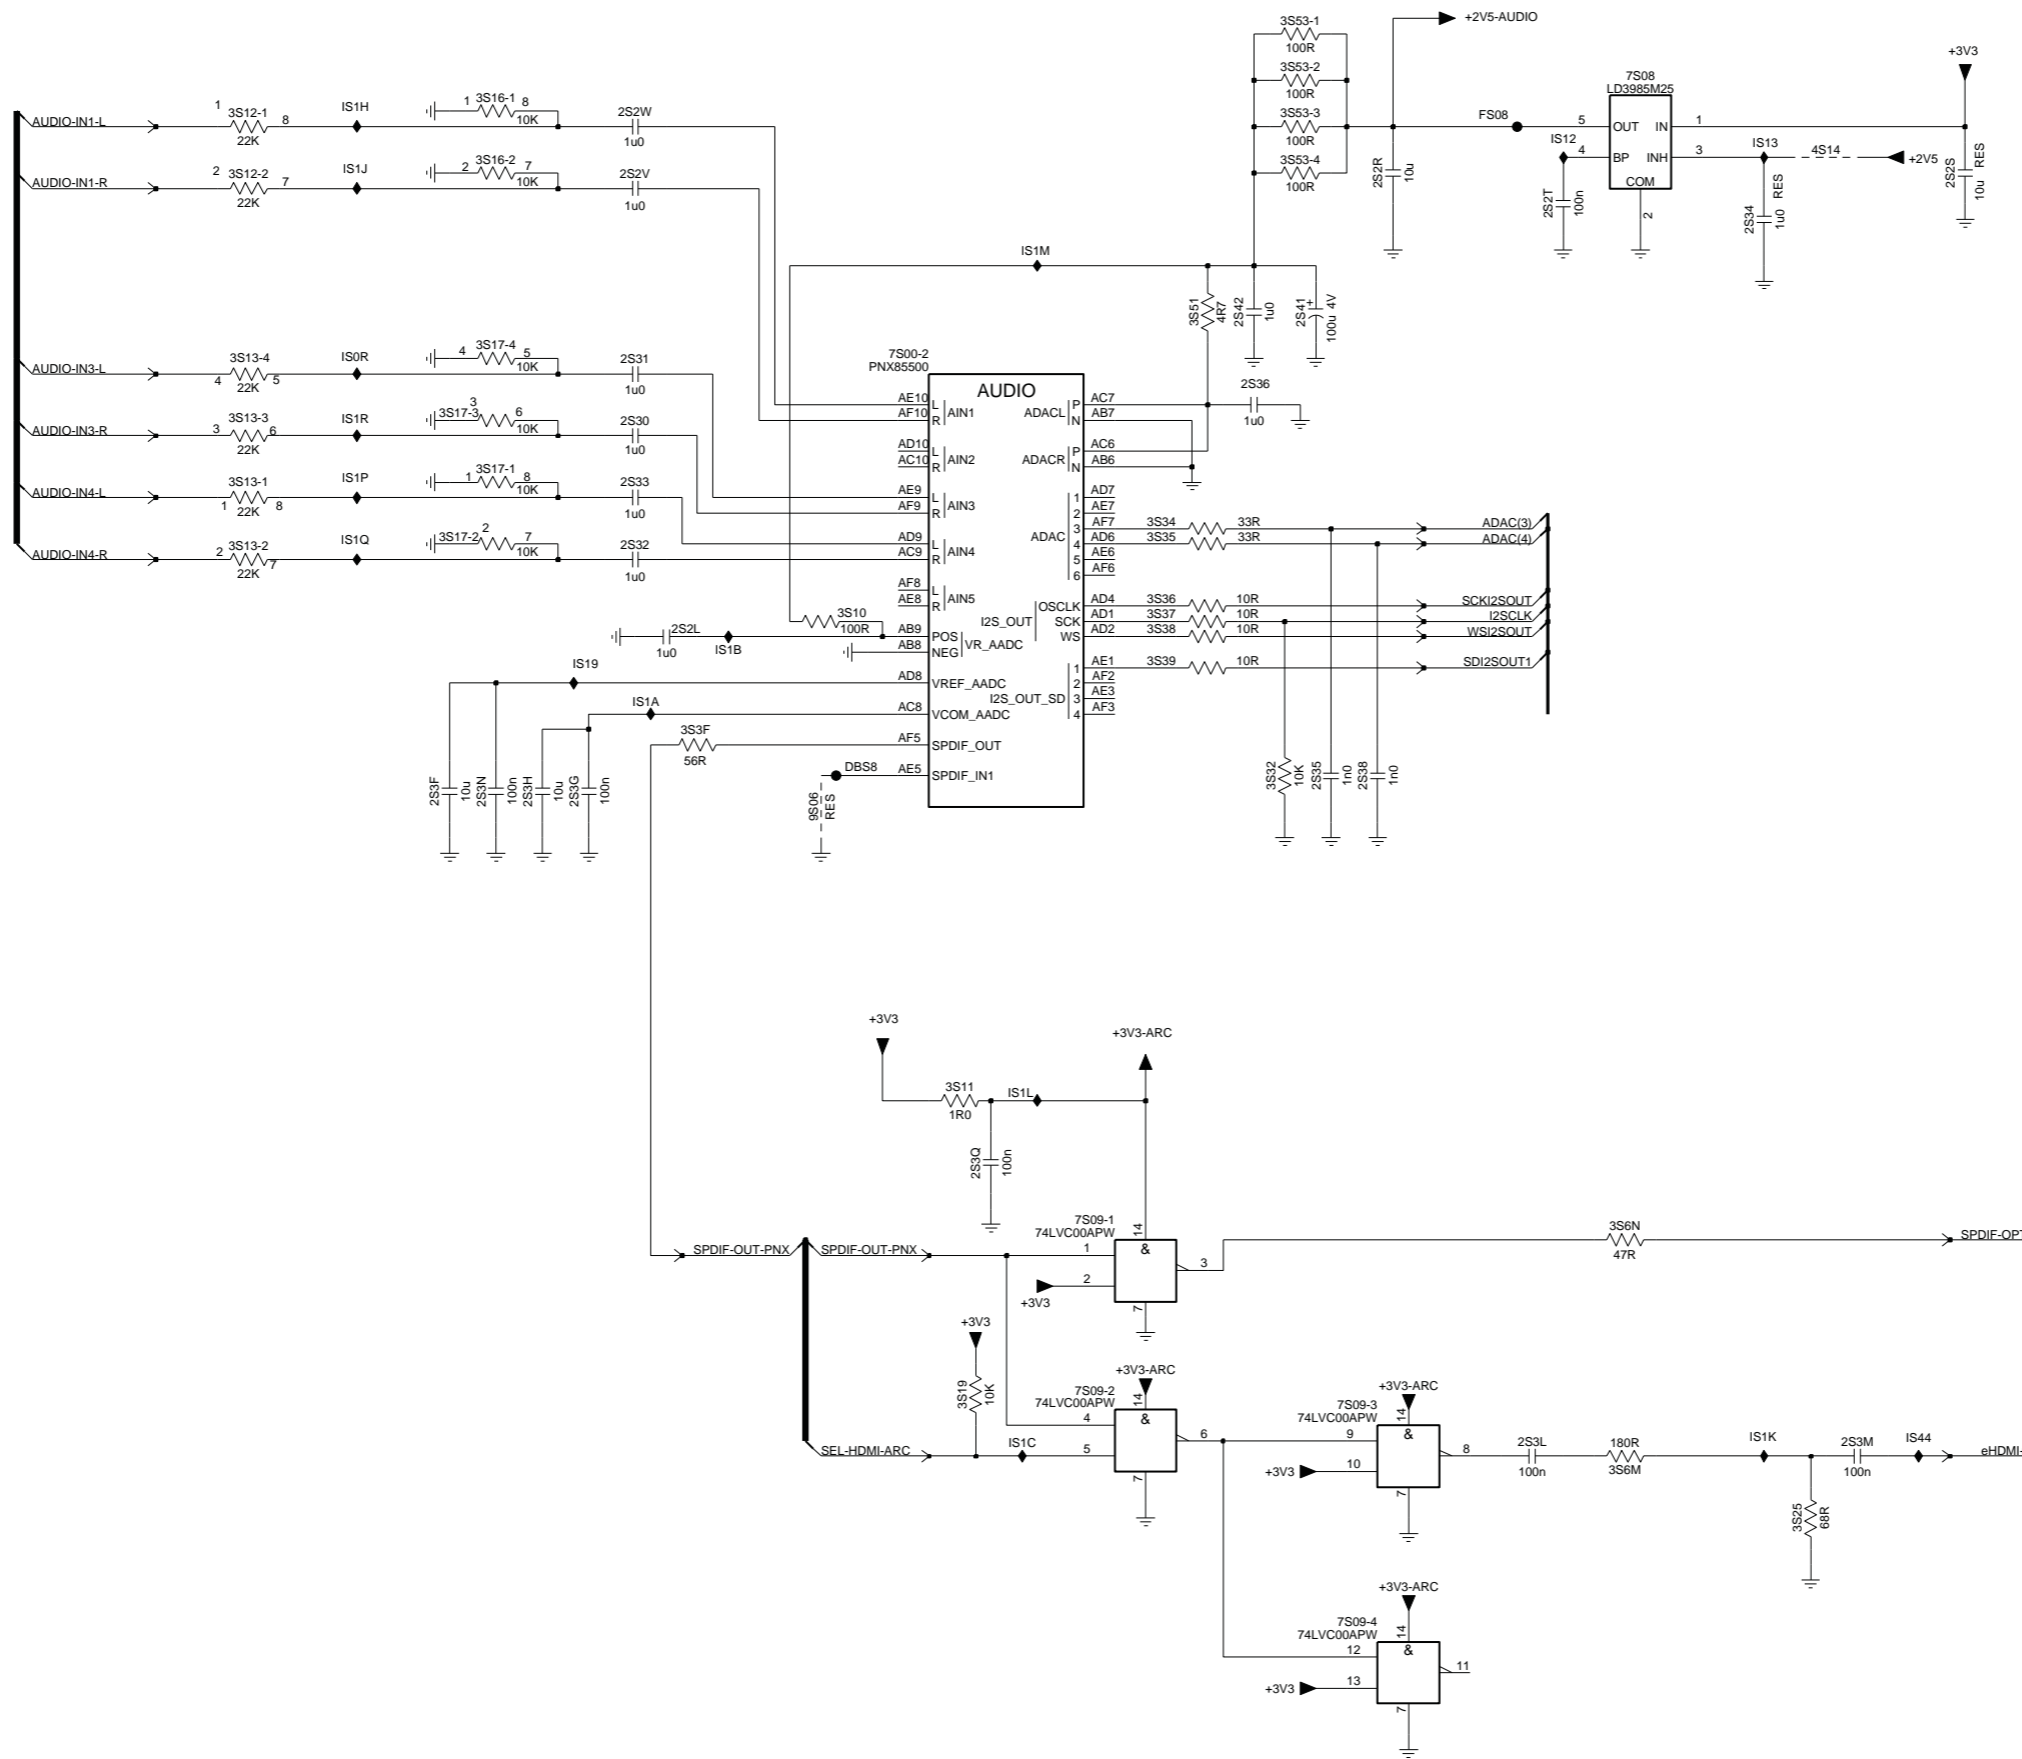 3S53-1
100R
3S53-2
100R
3S53-3
100R
3S53-4
100R
+2V5-AUDIO
+3V3
7S08
LD3985M25
FS08
5
OUT
IN
1
IS12
4
BP
INH
3
IS13
4S14
+2V5
COM
2
2S2R
10u
2S2T
100n
2S34
1u0
RES
2S2S
10u
RES
AUDIO-IN1-L
1
3S12-1
8
22K
IS1H
1
3S16-1
8
10K
2S2W
1u0
AUDIO-IN1-R
2
3S12-2
7
22K
IS1J
2
3S16-2
7
10K
2S2V
1u0
IS1M
3S51
4R7
2S42
1u0
2S41
+
100u 4V
AUDIO-IN3-L
3S13-4
4
5
22K
IS0R
4
3S17-4
5
10K
2S31
1u0
AUDIO-IN3-R
3S13-3
3
6
22K
IS1R
3
3S17-3
6
10K
2S30
1u0
AUDIO-IN4-L
3S13-1
1
8
22K
IS1P
1
3S17-1
8
10K
2S33
1u0
AUDIO-IN4-R
2
3S13-2
7
22K
IS1Q
2
3S17-2
7
10K
2S32
1u0
7S00-2
PNX85500
AUDIO
AE10
L
AF10
R
AIN1
AD10
L
AC10
R
AIN2
AE9
L
AF9
R
AIN3
AD9
L
AC9
R
AIN4
AF8
L
AE8
R
AIN5
AB9
POS
AB8
NEG
VR_AADC
AD8
VREF_AADC
AC8
VCOM_AADC
AF5
SPDIF_OUT
AE5
SPDIF_IN1
ADACL
P
AC7
N
AB7
ADACR
P
AC6
N
AB6
ADAC
1
AD7
2
AE7
3
AF7
4
AD6
5
AE6
6
AF6
I2S_OUT
OSCLK
AD4
SCK
AD1
WS
AD2
I2S_OUT_SD
1
AE1
2
AF2
3
AE3
4
AF3
2S36
1u0
3S34
33R
ADAC(3)
3S35
33R
ADAC(4)
3S36
10R
SCKI2SOUT
3S37
10R
I2SCLK
3S38
10R
WSI2SOUT
3S39
10R
SDI2SOUT1
3S32
10K
2S35
1n0
2S38
1n0
3S10
100R
2S2L
1u0
IS1B
IS19
IS1A
3S3F
56R
DBS8
9S06
RES
2S3F
10u
2S3N
100n
2S3H
10u
2S3G
100n
+3V3
+3V3-ARC
3S11
1R0
IS1L
2S3Q
100n
7S09-1
74LVC00APW
14
&
1
2
3
7
+3V3
SPDIF-OUT-PNX
SPDIF-OUT-PNX
3S6N
47R
SPDIF-OPT
+3V3
3S19
10K
SEL-HDMI-ARC
IS1C
+3V3-ARC
7S09-2
74LVC00APW
14
&
4
5
6
7
+3V3-ARC
7S09-3
74LVC00APW
14
&
9
10
8
7
+3V3
2S3L
100n
180R
3S6M
IS1K
2S3M
100n
IS44
eHDMI-
3S25
68R
+3V3-ARC
7S09-4
74LVC00APW
14
&
12
13
11
7
+3V3